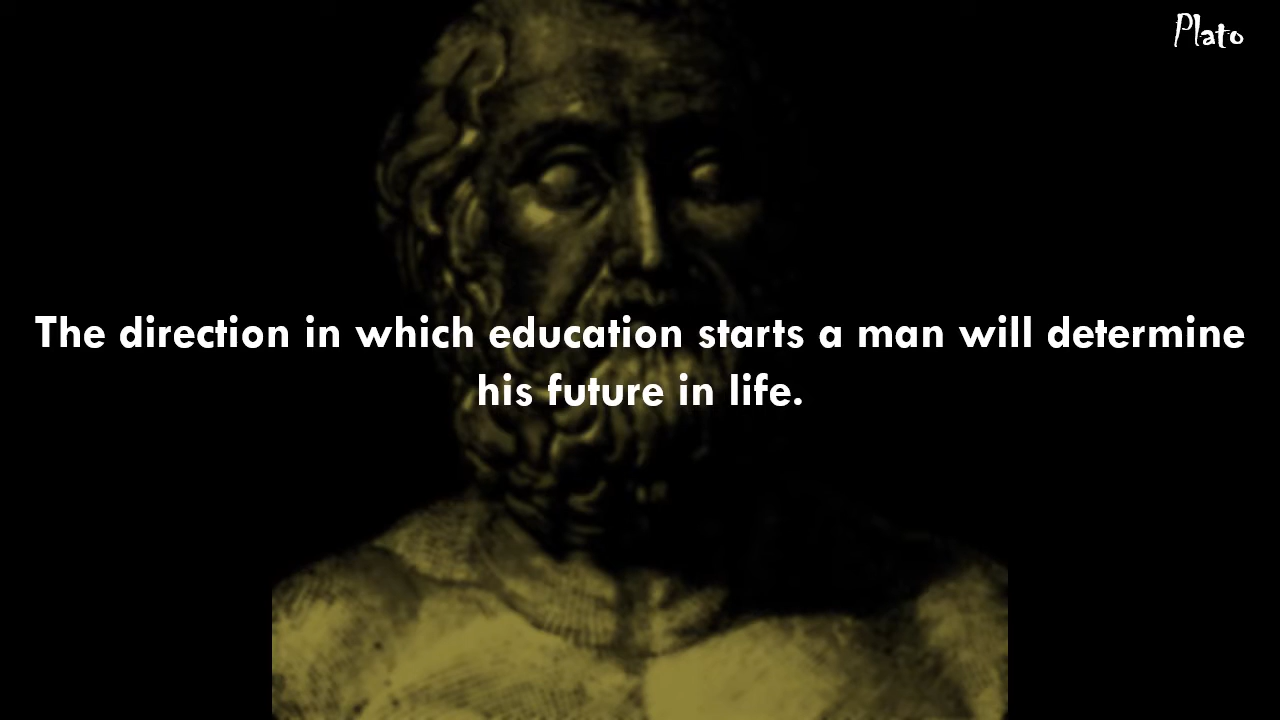 Plato
The direction in which education starts a man will determine
his future in life.